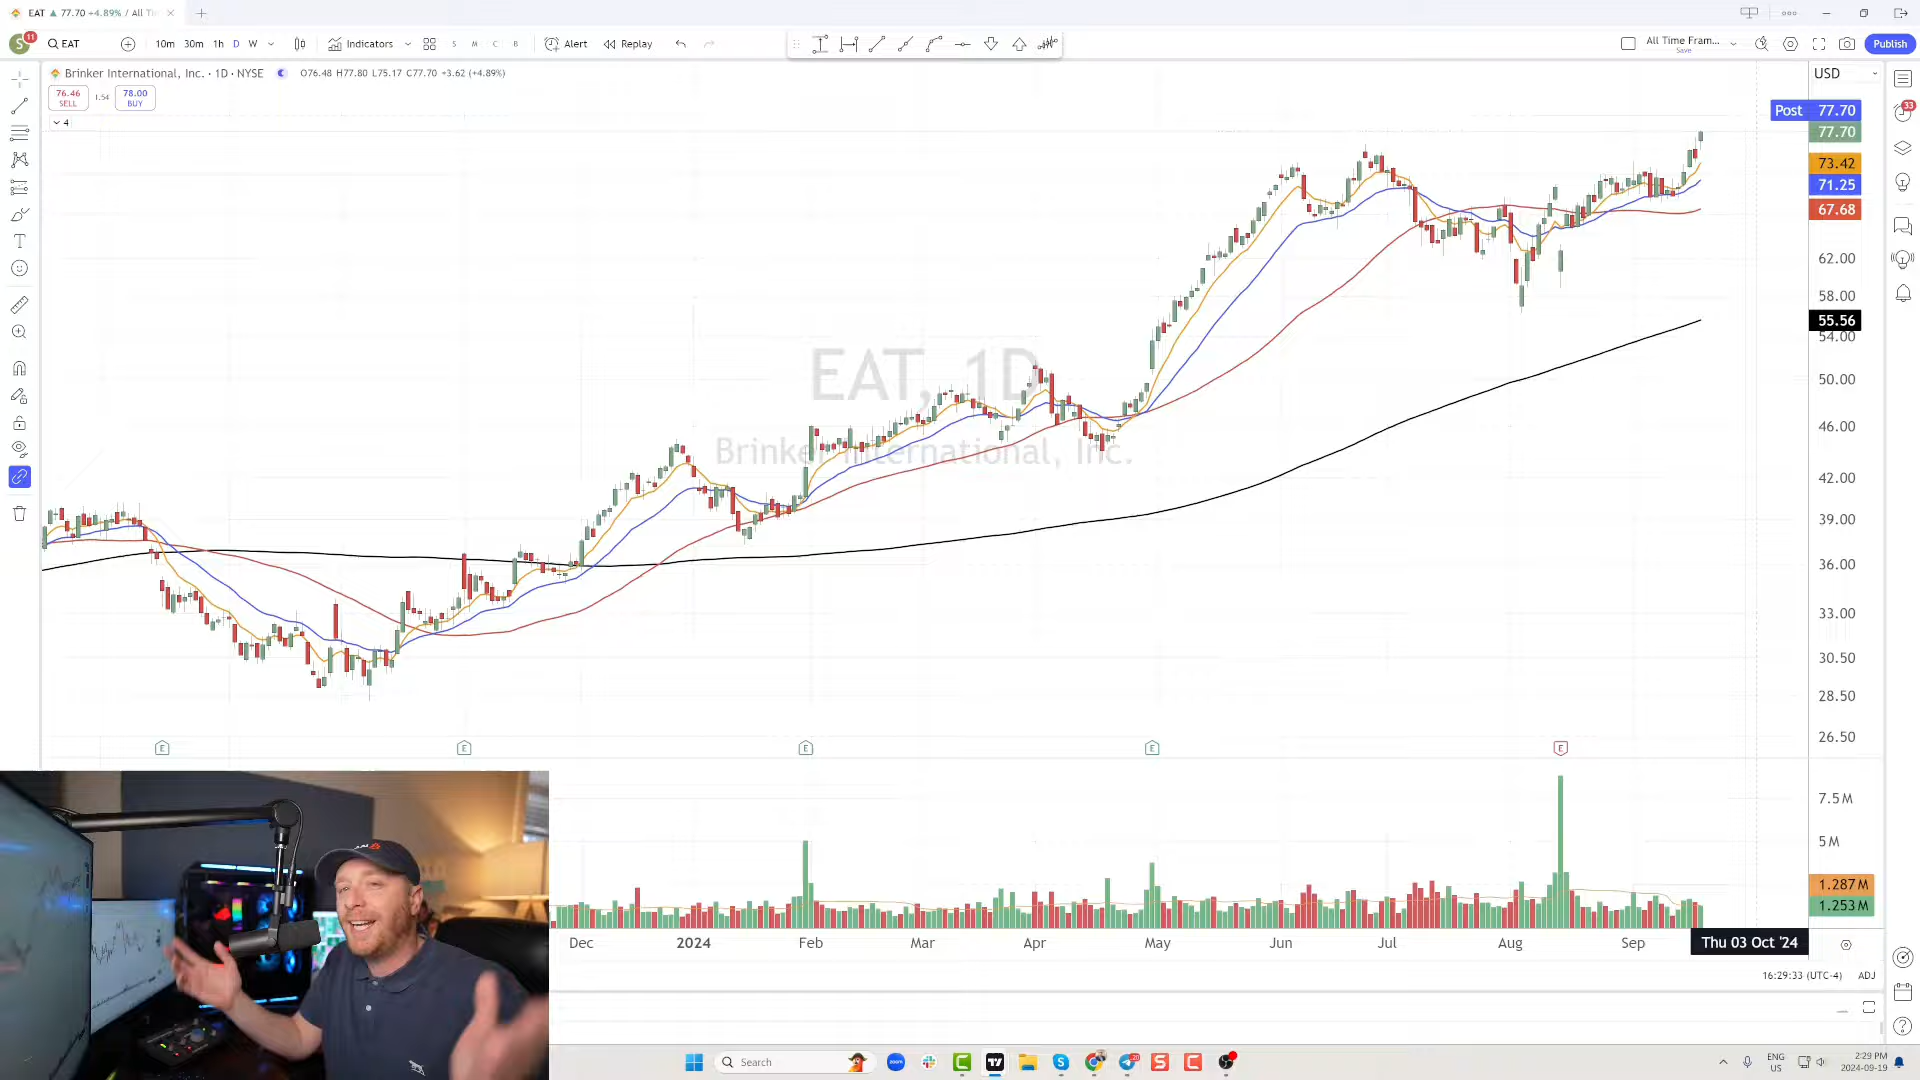 EAT ▲ 77.70 +4.89% / All Ti
S
11
EAT
10m 30m 1h D W
Indicators
S M C B
Alert
Replay
All Time Fram...
Save
Publish
Brinker International, Inc. · 1D · NYSE
O76.48 H77.80 L75.17 C77.70 +3.62 (+4.89%)
USD
76.46
SELL
1.54
78.00
BUY
4
33
Post 77.70
77.70
73.42
71.25
67.68
62.00
58.00
55.56
54.00
50.00
46.00
42.00
39.00
36.00
33.00
30.50
28.50
26.50
EAT, 1D
Brinker International, Inc.
E E E E E
7.5 M
5 M
1.287 M
1.253 M
Dec 2024 Feb Mar Apr May Jun Jul Aug Sep
Thu 03 Oct '24
16:29:33 (UTC-4) ADJ
Search
zoom
ENG
US
2:29 PM
2024-09-19